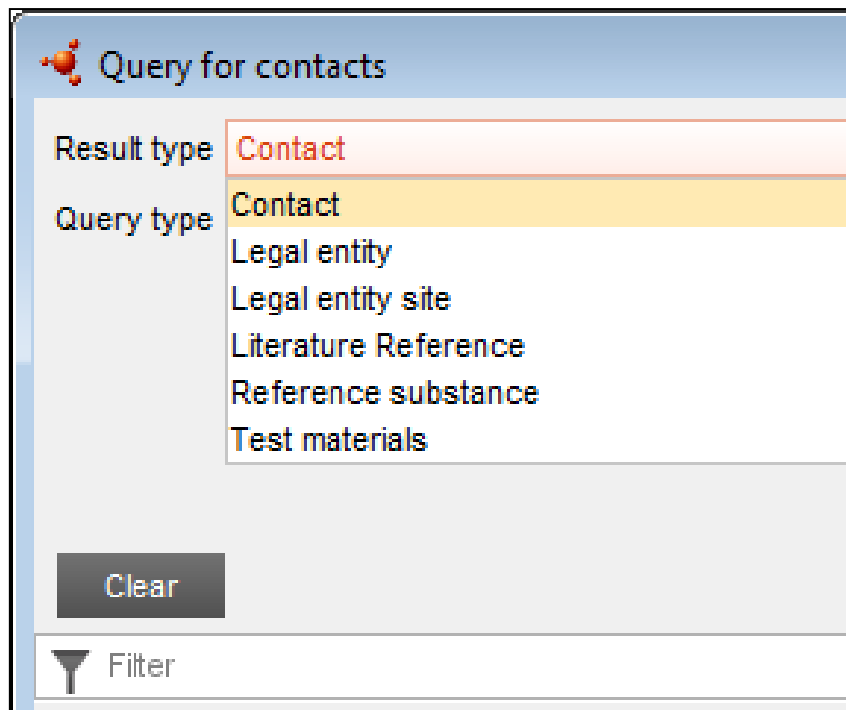 Query for contacts
Result type Contact
Query type
Contact
Legal entity
Legal entity site
Literature Reference
Reference substance
Test materials
Clear
Filter